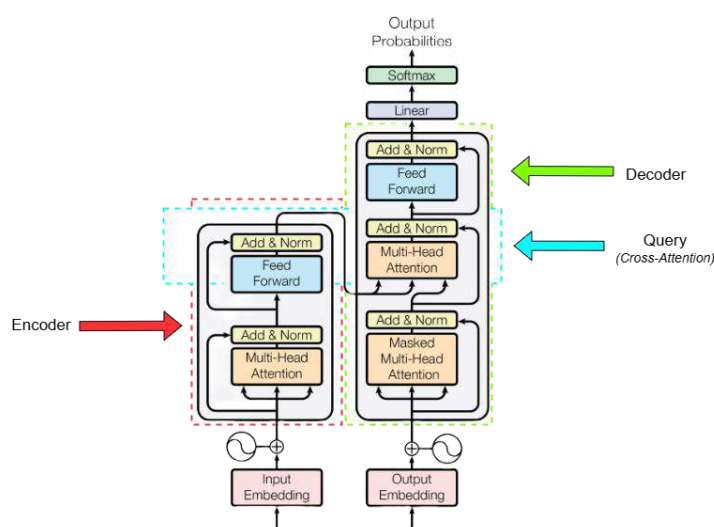 Output
Probabilities
Softmax
Linear
Add & Norm
Feed
Forward
Add & Norm
Multi-Head
Attention
Add & Norm
Masked
Multi-Head
Attention
Add & Norm
Feed
Forward
Add & Norm
Multi-Head
Attention
Input
Embedding
Output
Embedding
Encoder
Decoder
Query
(Cross-Attention)